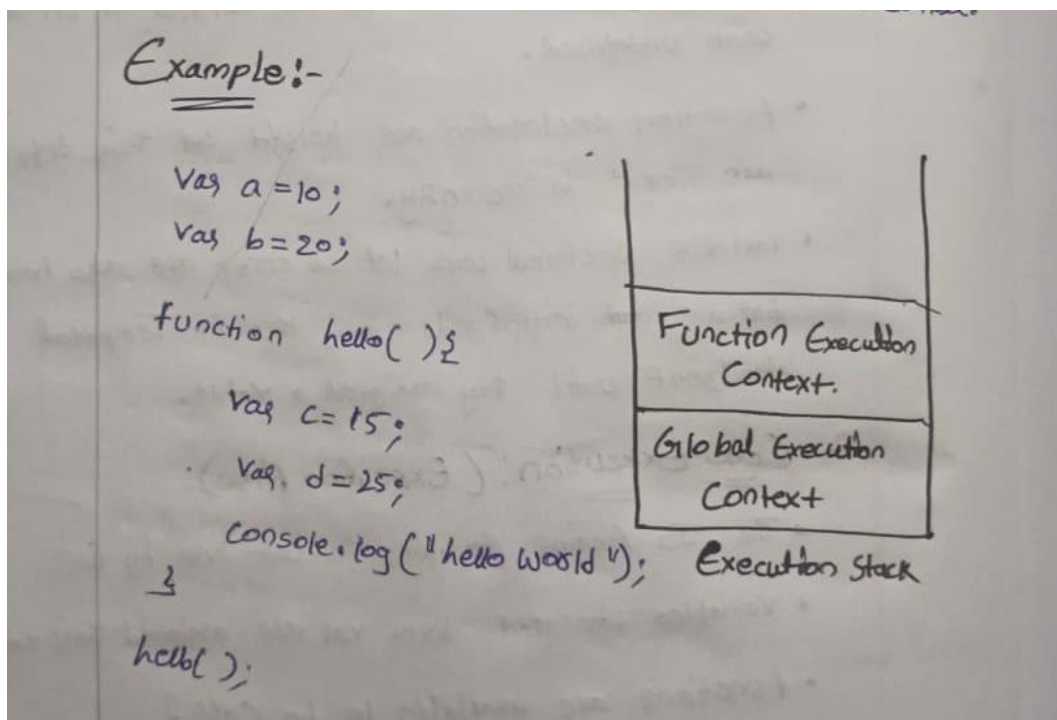 Example:-
var a = 10;
var b = 20;
function hello( ){
var c = 15;
var d = 25;
console.log("hello world");
}
hello( );
Function Execution
Context.
Global Execution
Context
Execution Stack